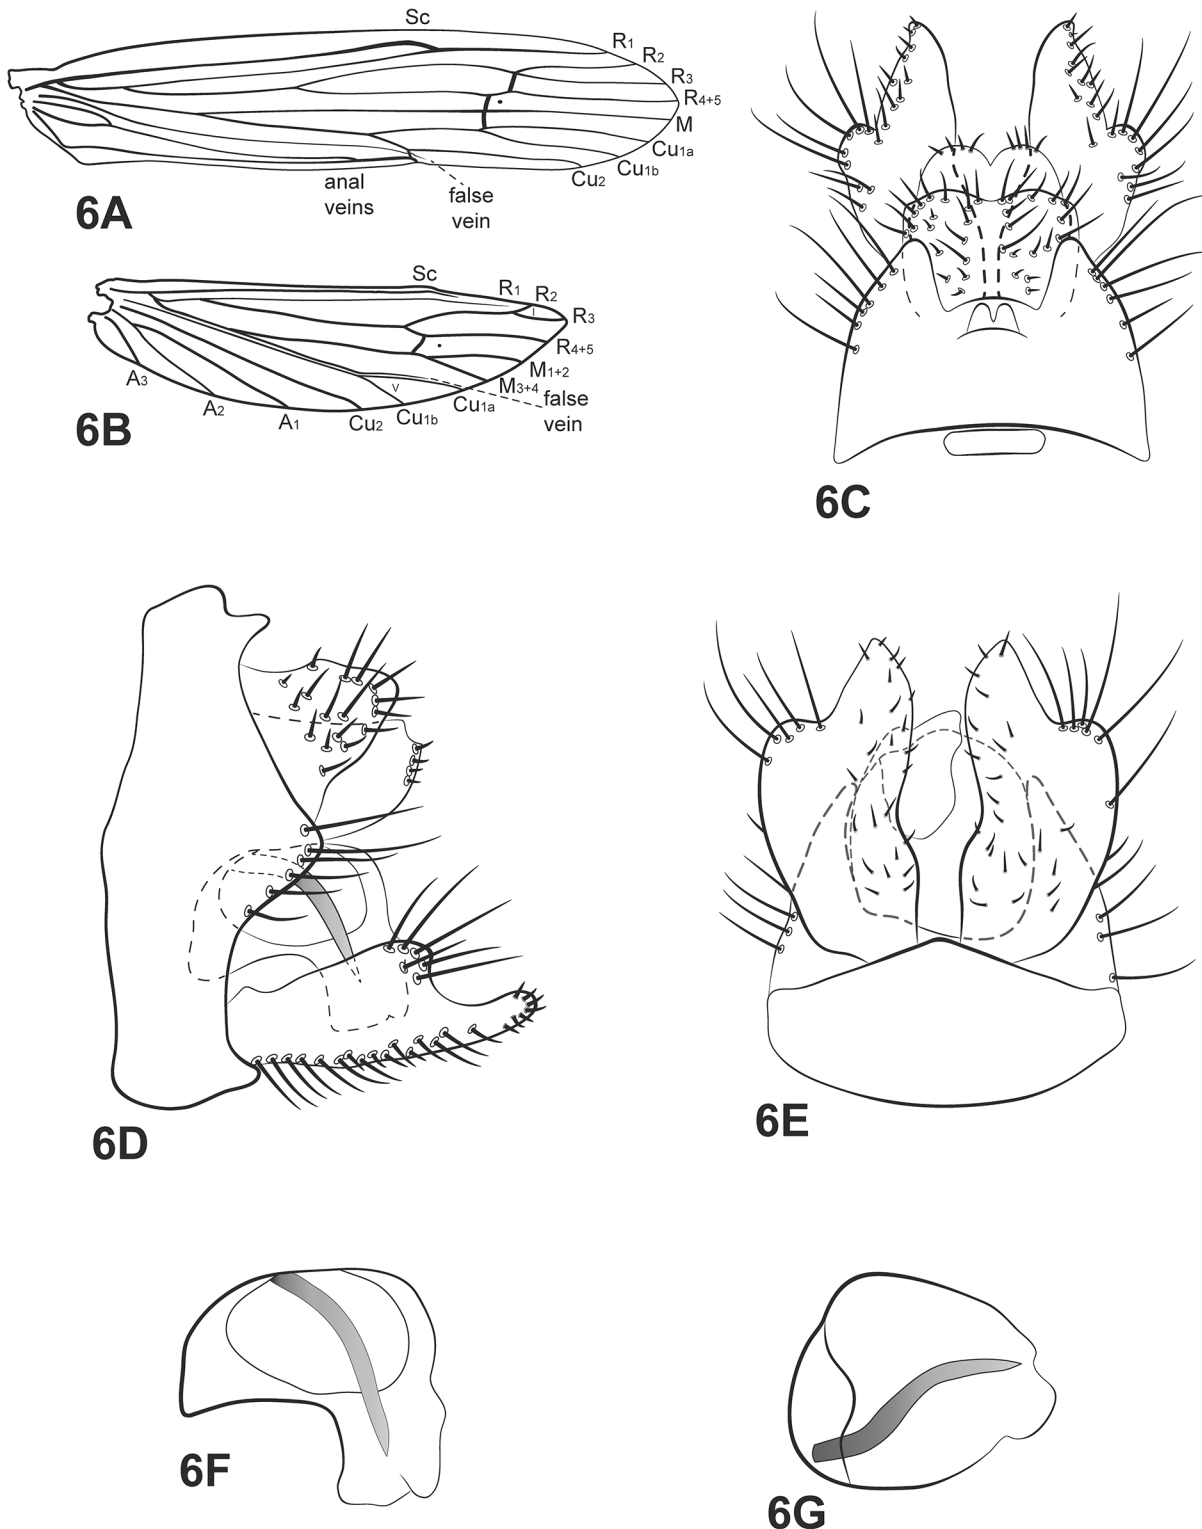 Sc
R1
R2
R3
R4+5
M
Cu1a
Cu1b
Cu2
anal
veins
false
vein
6A
Sc
R1
R2
R3
R4+5
M1+2
M3+4
false
vein
Cu1a
Cu1b
V
Cu2
A1
A2
A3
6B
6C
6D
6E
6F
6G